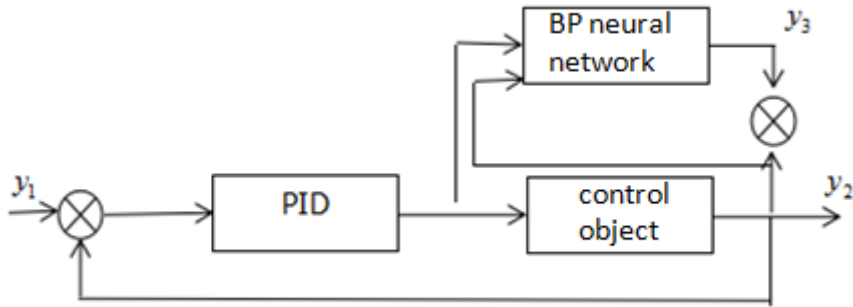 BP neural
network
y3
y1
PID
control
object
y2